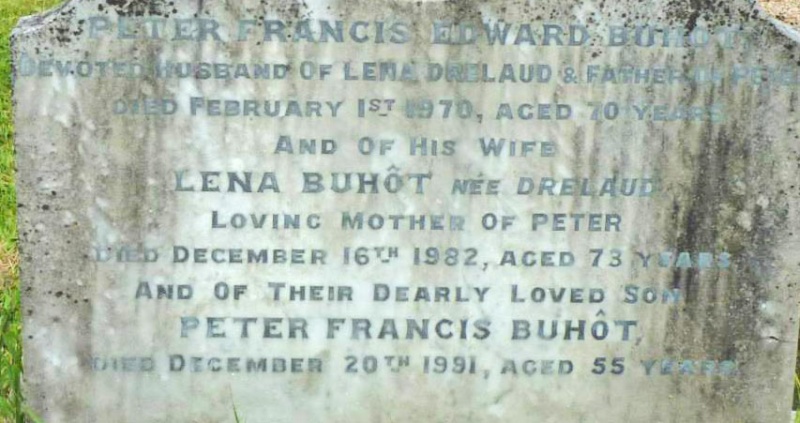 PETER FRANCIS EDWARD BUHÔT,
DEVOTED HUSBAND OF LENA DRELAUD & FATHER OF PETER
DIED FEBRUARY 1ST 1970, AGED 70 YEARS
AND OF HIS WIFE
LENA BUHÔT NÉE DRELAUD
LOVING MOTHER OF PETER
DIED DECEMBER 16TH 1982, AGED 73 YEARS
AND OF THEIR DEARLY LOVED SON
PETER FRANCIS BUHÔT,
DIED DECEMBER 20TH 1991, AGED 55 YEARS